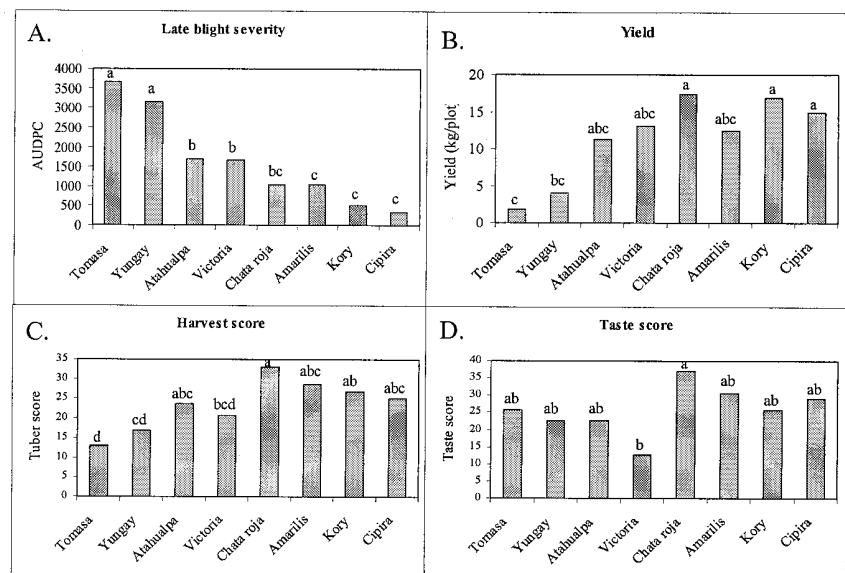 A.
Late blight severity
AUDPC
4000
3500
3000
2500
2000
1500
1000
500
0
a
a
b
b
bc
c
c
c
Tomasa
Yungay
Atahualpa
Victoria
Chata roja
Amarilis
Kory
Cipira
B.
Yield
Yield (kg/plot)
20
15
10
5
0
c
bc
abc
abc
a
abc
a
a
Tomasa
Yungay
Atahualpa
Victoria
Chata roja
Amarilis
Kory
Cipira
C.
Harvest score
Tuber score
35
30
25
20
15
10
5
0
d
cd
abc
bcd
a
abc
ab
abc
Tomasa
Yungay
Atahualpa
Victoria
Chata roja
Amarilis
Kory
Cipira
D.
Taste score
Taste score
40
35
30
25
20
15
10
5
0
ab
ab
ab
b
a
ab
ab
ab
Tomasa
Yungay
Atahualpa
Victoria
Chata roja
Amarilis
Kory
Cipira